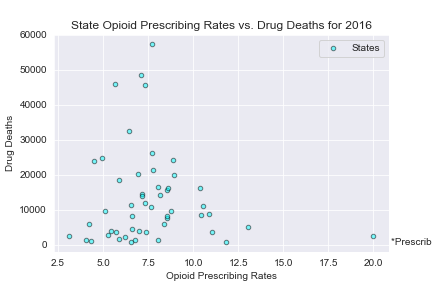 State Opioid Prescribing Rates vs. Drug Deaths for 2016
60000
States
50000
40000
30000
20000
10000
0
Drug Deaths
*Prescrib
2.5 5.0 7.5 10.0 12.5 15.0 17.5 20.0
Opioid Prescribing Rates